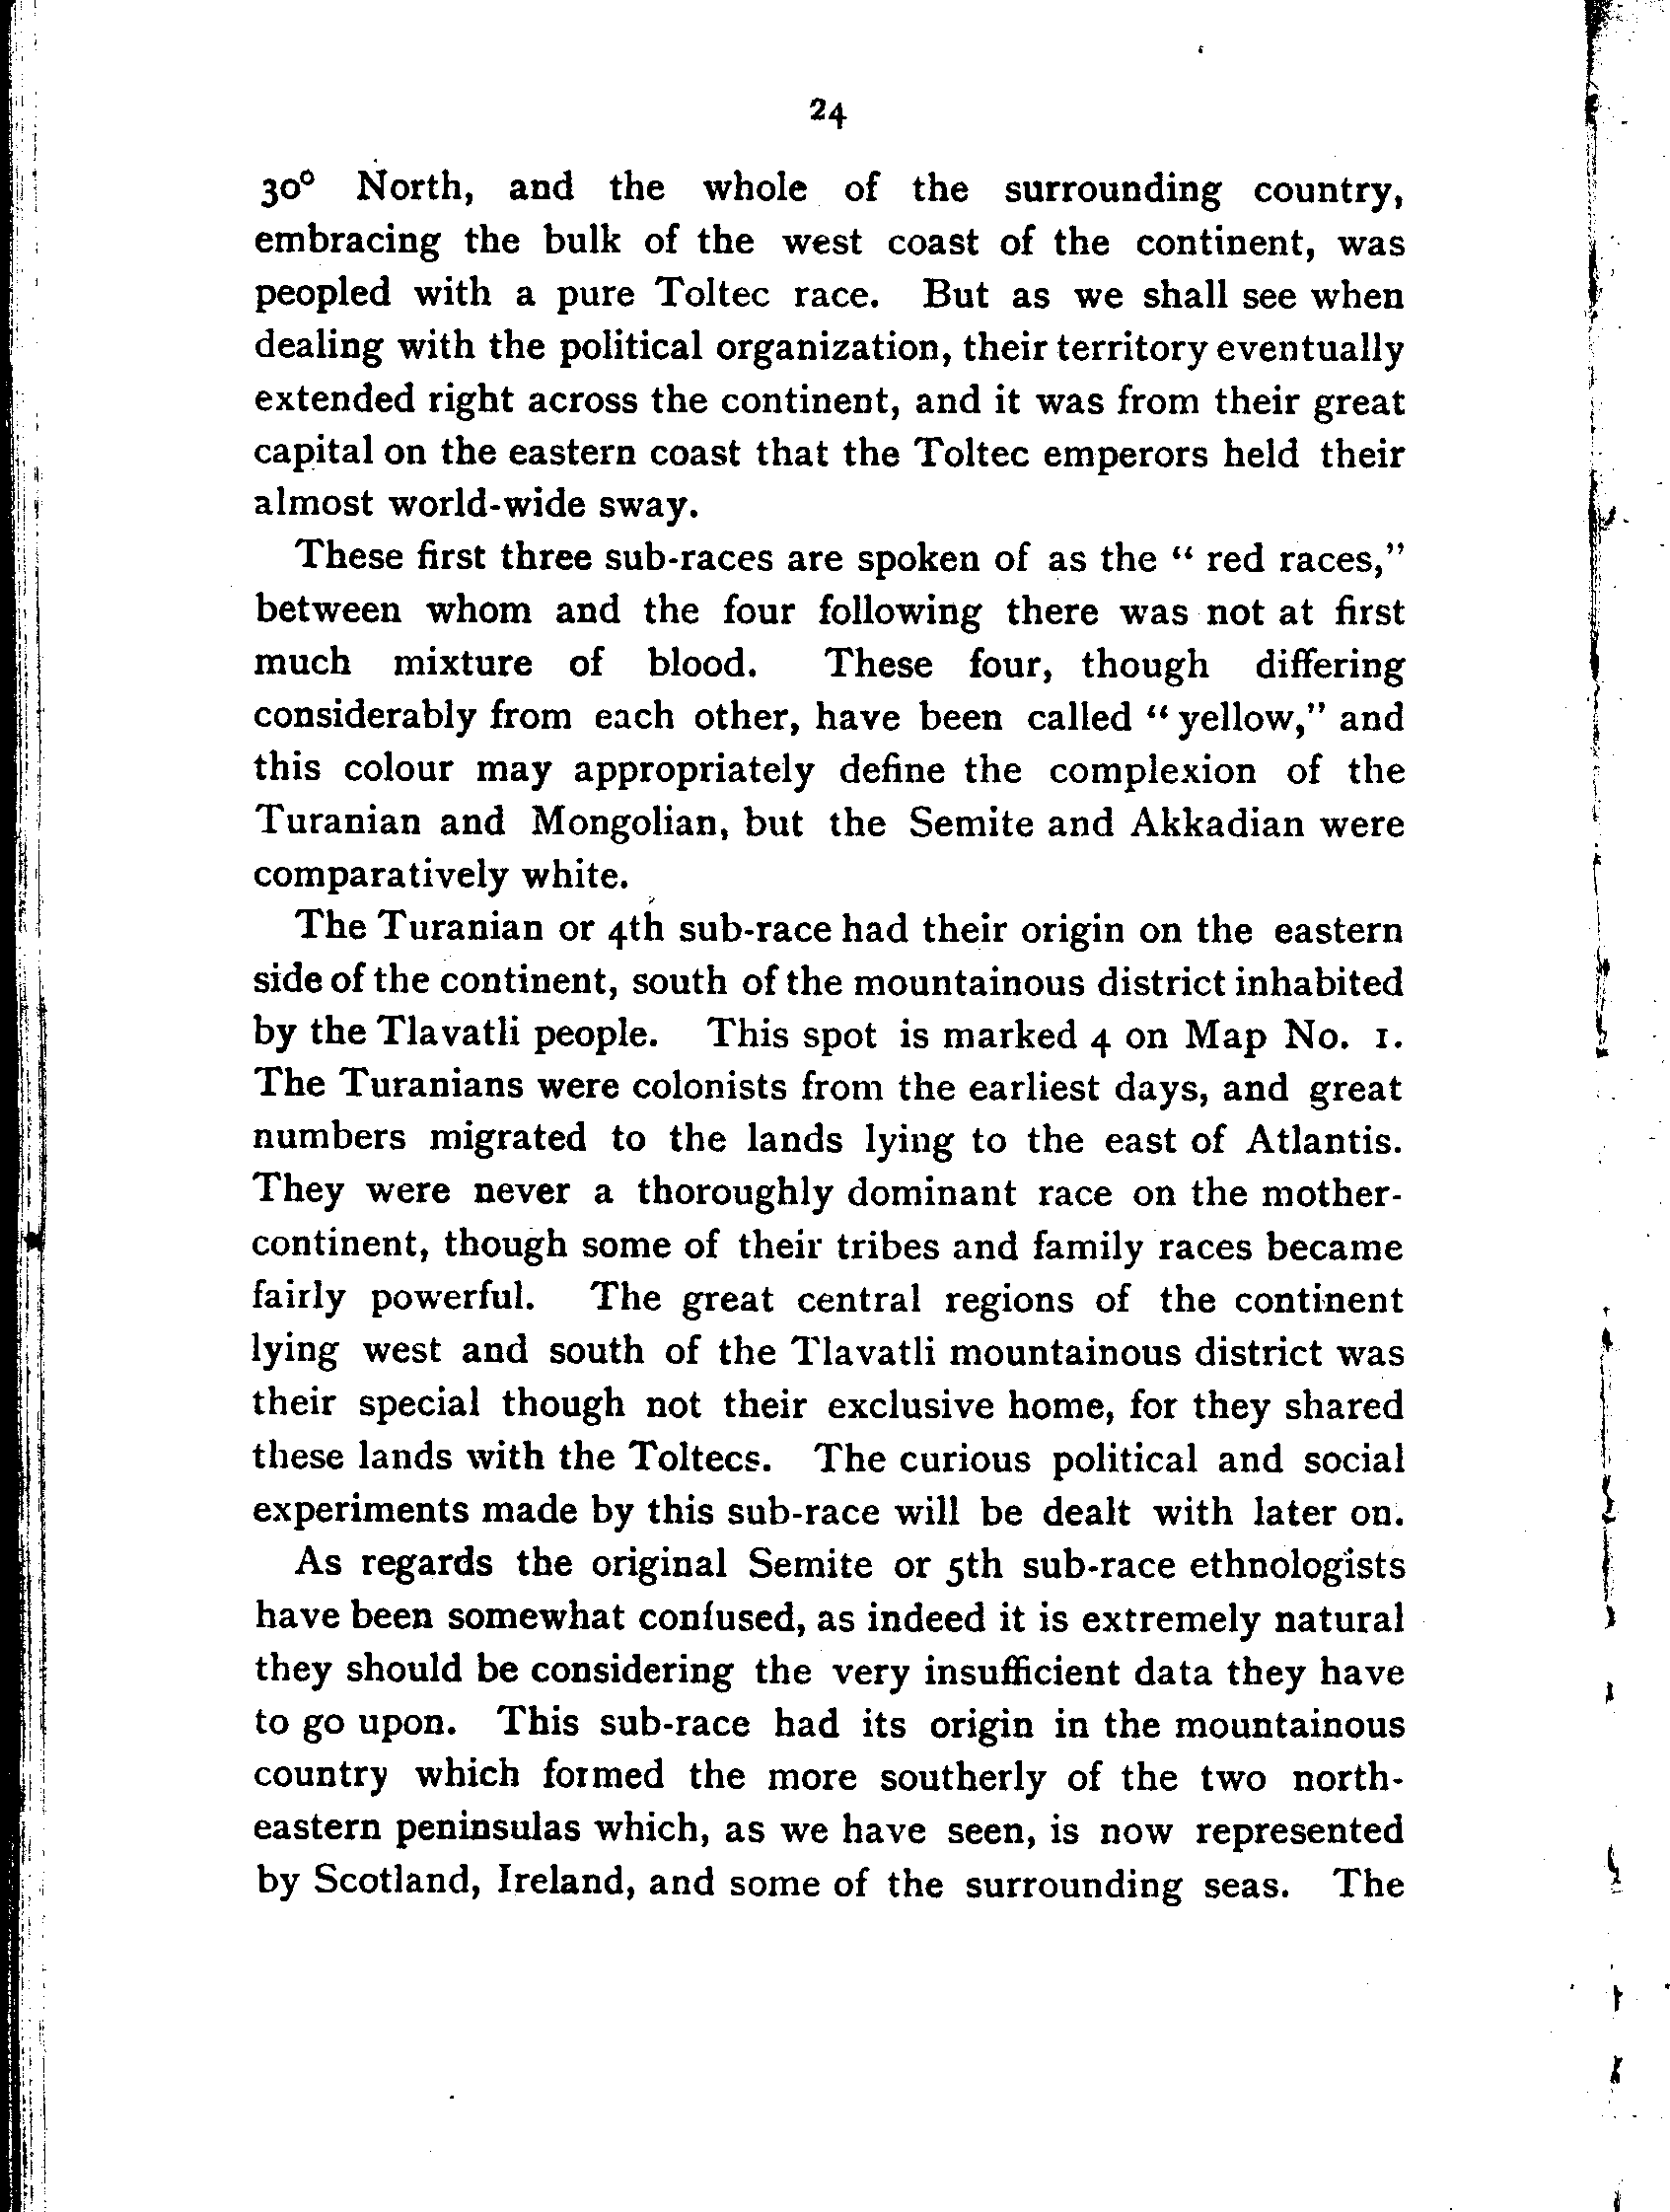 24
30° North, and the whole of the surrounding country,
embracing the bulk of the west coast of the continent, was
peopled with a pure Toltec race. But as we shall see when
dealing with the political organization, their territory eventually
extended right across the continent, and it was from their great
capital on the eastern coast that the Toltec emperors held their
almost world-wide sway.
These first three sub-races are spoken of as the “ red races,”
between whom and the four following there was not at first
much mixture of blood. These four, though differing
considerably from each other, have been called “ yellow,” and
this colour may appropriately define the complexion of the
Turanian and Mongolian, but the Semite and Akkadian were
comparatively white.
The Turanian or 4th sub-race had their origin on the eastern
side of the continent, south of the mountainous district inhabited
by the Tlavatli people. This spot is marked 4 on Map No. 1.
The Turanians were colonists from the earliest days, and great
numbers migrated to the lands lying to the east of Atlantis.
They were never a thoroughly dominant race on the mother-
continent, though some of their tribes and family races became
fairly powerful. The great central regions of the continent
lying west and south of the Tlavatli mountainous district was
their special though not their exclusive home, for they shared
these lands with the Toltecs. The curious political and social
experiments made by this sub-race will be dealt with later on.
As regards the original Semite or 5th sub-race ethnologists
have been somewhat confused, as indeed it is extremely natural
they should be considering the very insufficient data they have
to go upon. This sub-race had its origin in the mountainous
country which formed the more southerly of the two north-
eastern peninsulas which, as we have seen, is now represented
by Scotland, Ireland, and some of the surrounding seas. The